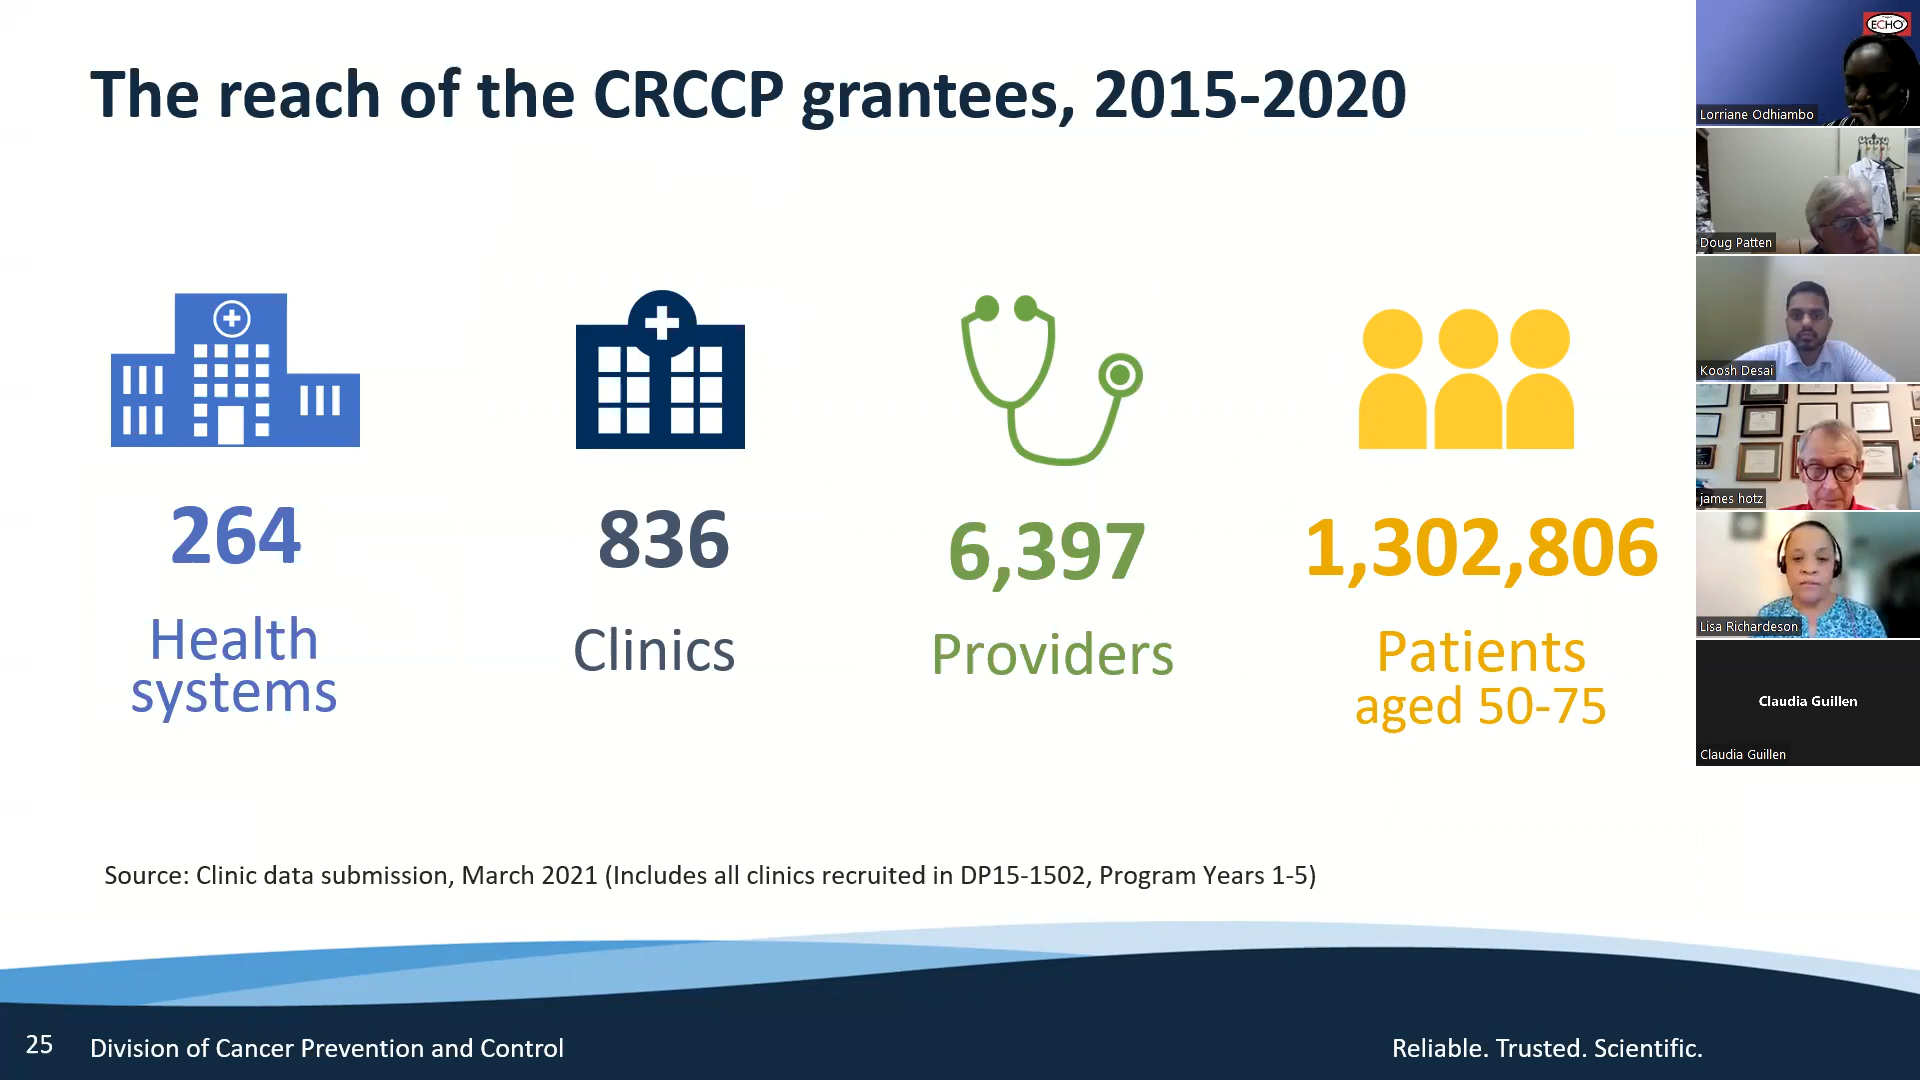 The reach of the CRCCP grantees, 2015-2020
264
Health
systems
836
Clinics
6,397
Providers
1,302,806
Patients
aged 50-75
Source: Clinic data submission, March 2021 (Includes all clinics recruited in DP15-1502, Program Years 1-5)
25
Division of Cancer Prevention and Control
Reliable. Trusted. Scientific.
ECHO
Lorriane Odhiambo
Doug Patten
Koosh Desai
james hotz
Lisa Richardeson
Claudia Guillen
Claudia Guillen